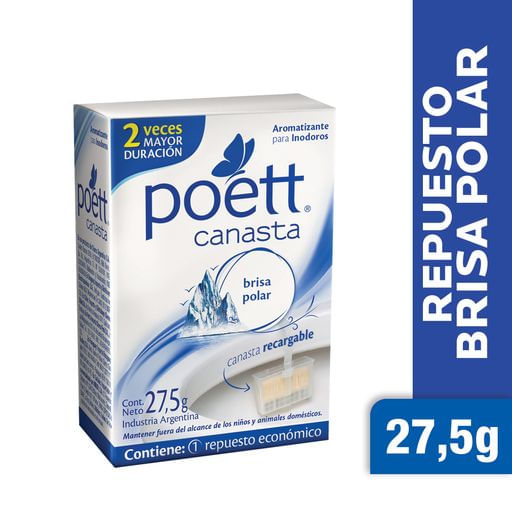 2 veces
MAYOR
DURACIÓN
Aromatizante
para Inodoros
poett®
canasta
brisa
polar
canasta recargable
Cont.
Neto 27,5g
Industria Argentina
Mantener fuera del alcance de los niños y animales domésticos.
Contiene: 1 repuesto económico
REPUESTO
BRISA POLAR
27,5g